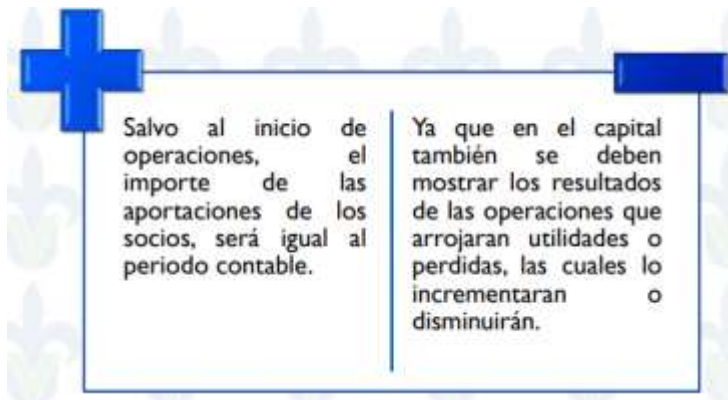 Salvo al inicio de
operaciones, el
importe de las
aportaciones de los
socios, será igual al
periodo contable.
Ya que en el capital
también se deben
mostrar los resultados
de las operaciones que
arrojaran utilidades o
perdidas, las cuales lo
incrementaran o
disminuirán.